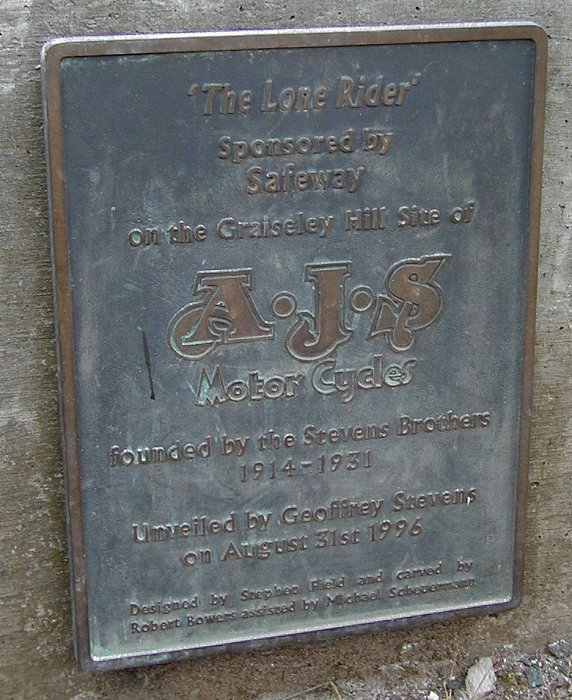 'The Lone Rider'
Sponsored by
Safeway
on the Graiseley Hill Site of
A·J·S
Motor Cycles
founded by the Stevens Brothers
1914-1931
Unveiled by Geoffrey Stevens
on August 31st 1996
Designed by Stephen Field and carved by
Robert Bowers assisted by Michael Scheuermann